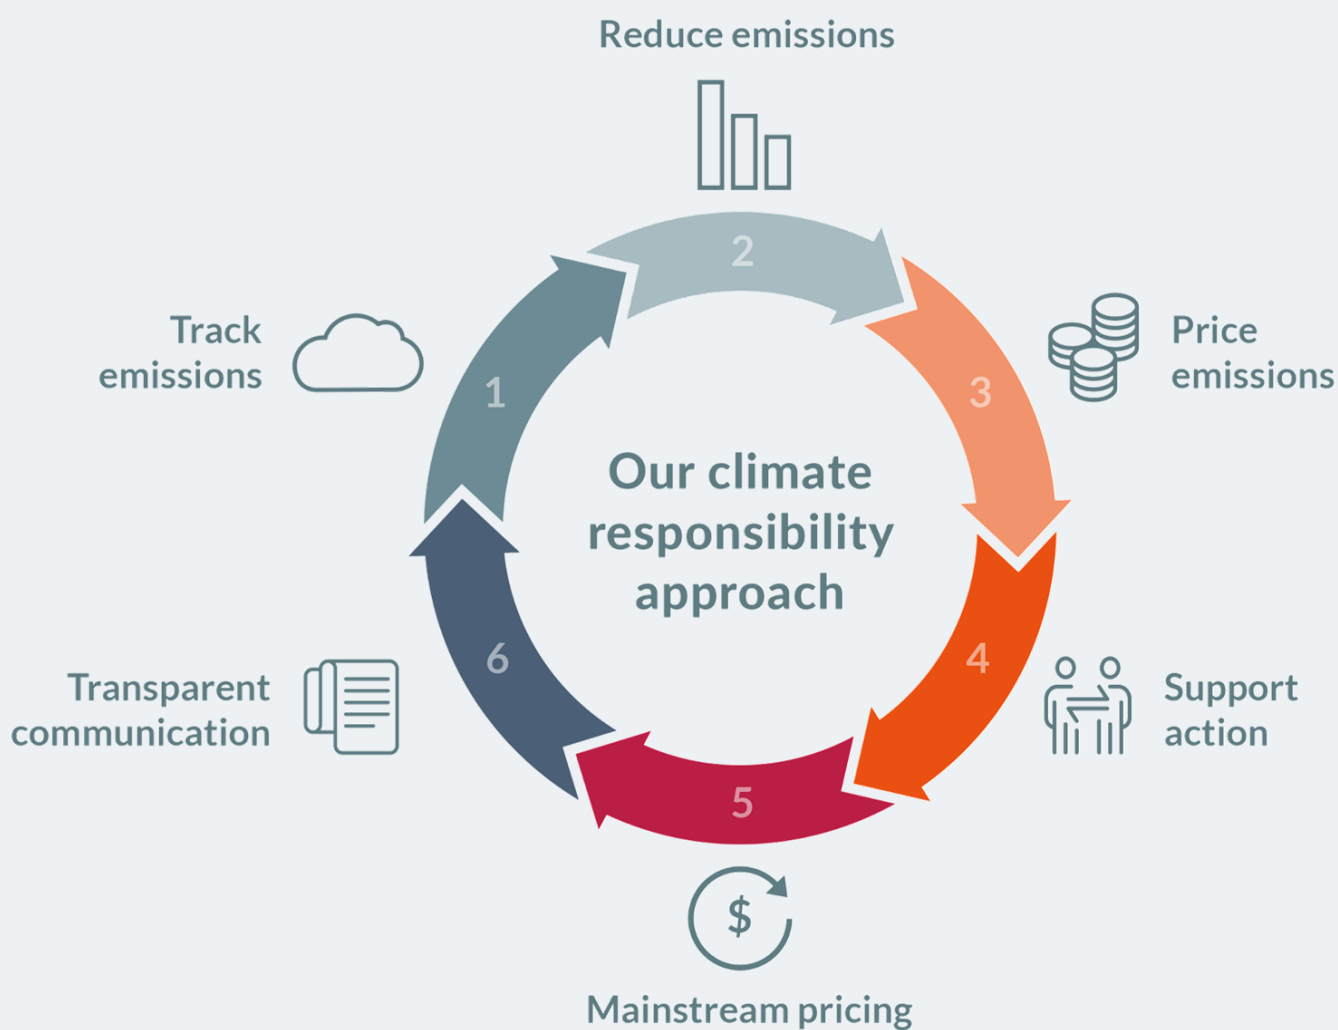 Reduce emissions
2
Track
emissions
1
3
Price
emissions
Our climate
responsibility
approach
6
4
Transparent
communication
Support
action
5
$
Mainstream pricing